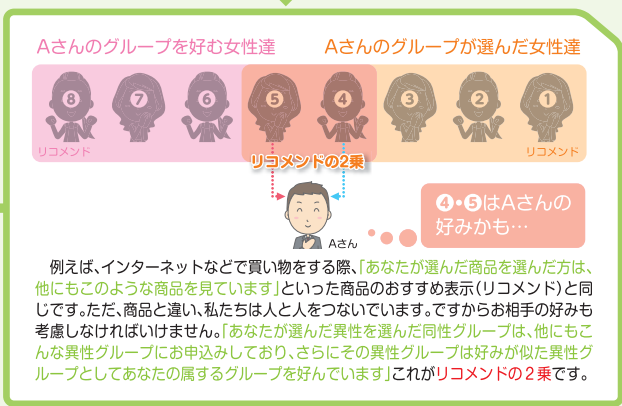 Aさんのグループを好む女性達
Aさんのグループが選んだ女性達
8 7 6 5 4 3 2 1
リコメンド
リコメンド
リコメンドの2乗
Aさん
❹・❺はAさんの
好みかも…
例えば、インターネットなどで買い物をする際、「あなたが選んだ商品を選んだ方は、
他にもこのような商品を見ています」といった商品のおすすめ表示(リコメンド)と同
じです。ただ、商品と違い、私たちは人と人をつないでいます。ですからお相手の好みも
考慮しなければいけません。「あなたが選んだ異性を選んだ同性グループは、他にもこ
んな異性グループにお申込みしており、さらにその異性グループは好みが似た異性グ
ループとしてあなたの属するグループを好んでいます」これがリコメンドの2乗です。